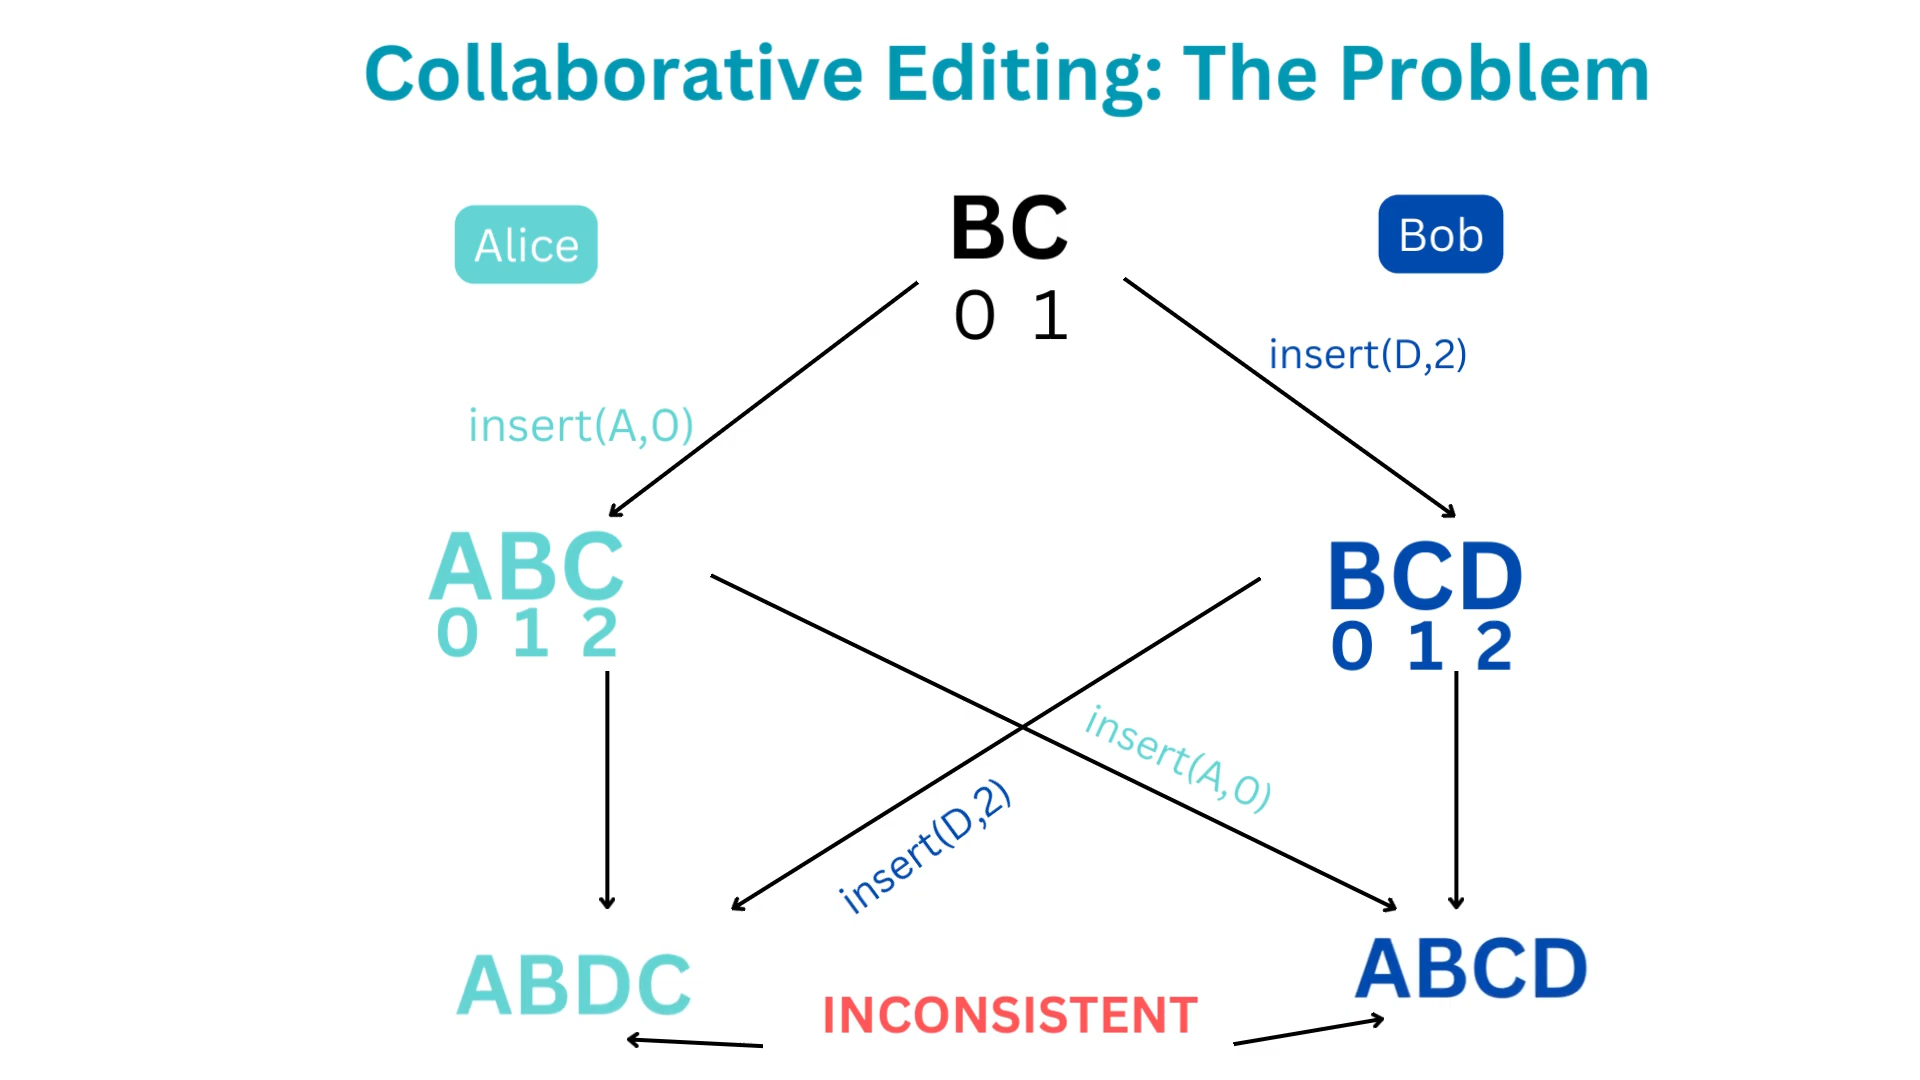 Collaborative Editing: The Problem
Alice
BC
Bob
0 1
insert(D,2)
insert(A,0)
ABC
BCD
0 1 2
0 1 2
insert(A,0)
insert(D,2)
ABDC
ABCD
INCONSISTENT